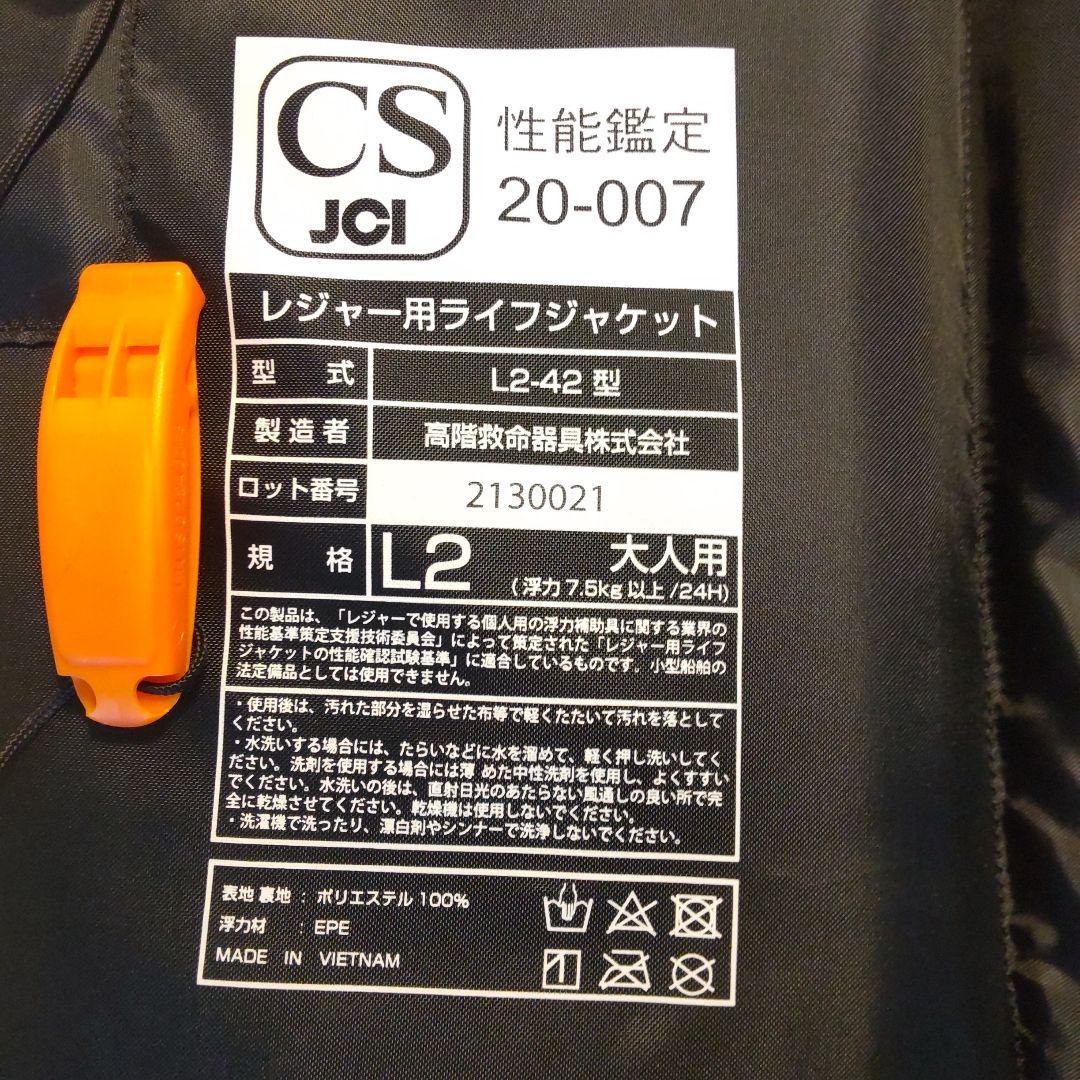 CS
JCI
性能鑑定
20-007
レジャー用ライフジャケット
型 式 L2-42 型
製造者 高階救命器具株式会社
ロット番号 2130021
規 格 L2 大人用
(浮力 7.5kg 以上 /24H)
この製品は、「レジャーで使用する個人用の浮力補助具に関する業界の
性能基準策定支援技術委員会」によって策定された「レジャー用ライフ
ジャケットの性能確認試験基準」に適合しているものです。小型船舶の
法定備品としては使用できません。
・使用後は、汚れた部分を湿らせた布等で軽くたたいて汚れを落として
ください。
・水洗いする場合には、たらいなどに水を溜めて、軽く押し洗いしてく
ださい。洗剤を使用する場合には薄 めた中性洗剤を使用し、よくすすい
でください。水洗いの後は、直射日光のあたらない風通しの良い所で完
全に乾燥させてください。乾燥機は使用しないでください。
・洗濯機で洗ったり、漂白剤やシンナーで洗浄しないでください。
表地 裏地 : ポリエステル 100%
浮力材 : EPE
MADE IN VIETNAM